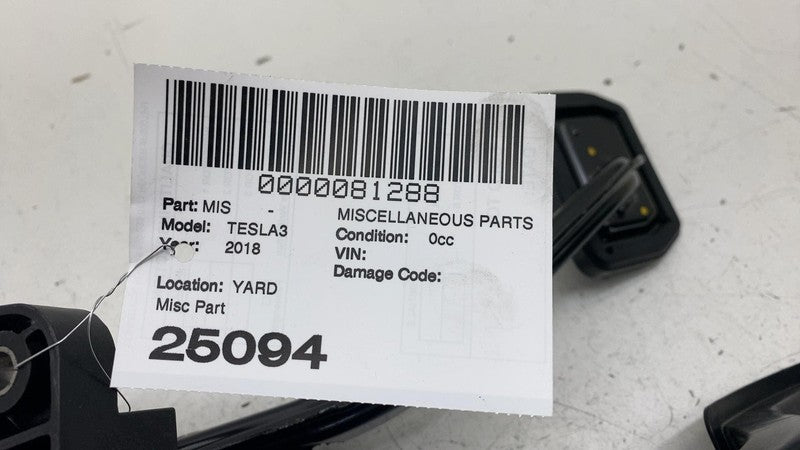 0000081288
Part: MIS - MISCELLANEOUS PARTS
Model: TESLA3 Condition: 0cc
Year: 2018 VIN:
Damage Code:
Location: YARD
Misc Part
25094